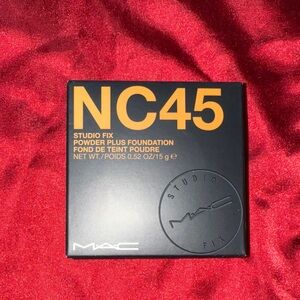 NC45
STUDIO FIX
POWDER PLUS FOUNDATION
FOND DE TEINT POUDRE
NET WT./POIDS 0.52 OZ/15 g ℮
STUDIO
MAC
FIX
MAC